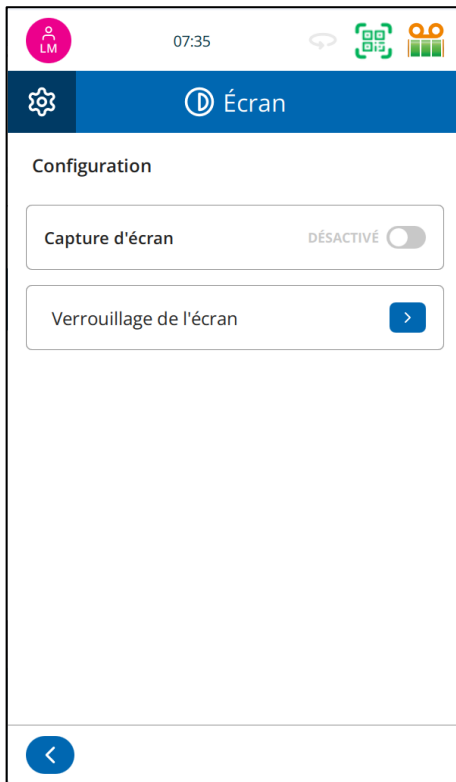 LM
07:35
Écran
Configuration
Capture d'écran
DÉSACTIVÉ
Verrouillage de l'écran